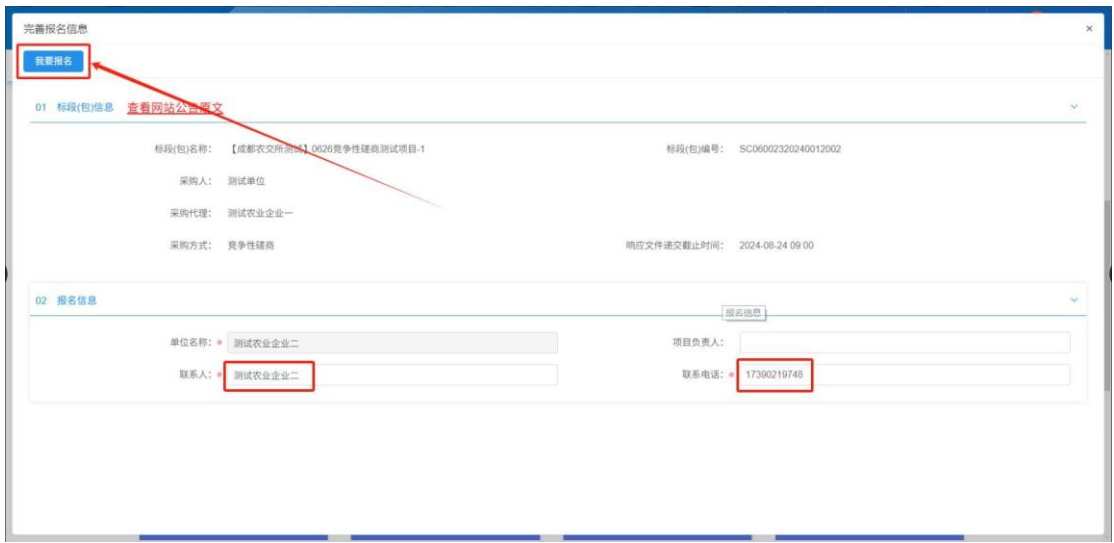 完善报名信息 ×
我要报名
01 标段(包)信息 查看网站公告原文
标段(包)名称： 【成都农交所测试】0626竞争性磋商测试项目-1 标段(包)编号： SC06002320240012002
采购人： 测试单位
采购代理： 测试农业企业一
采购方式： 竞争性磋商 响应文件递交截止时间： 2024-08-24 09:00
02 报名信息
报名信息
单位名称：* 测试农业企业二 项目负责人：
联系人：* 测试农业企业二 联系电话：* 17390219748